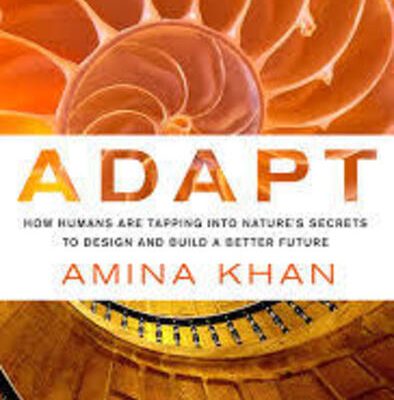 ADAPT
HOW HUMANS ARE TAPPING INTO NATURE'S SECRETS
TO DESIGN AND BUILD A BETTER FUTURE
AMINA KHAN